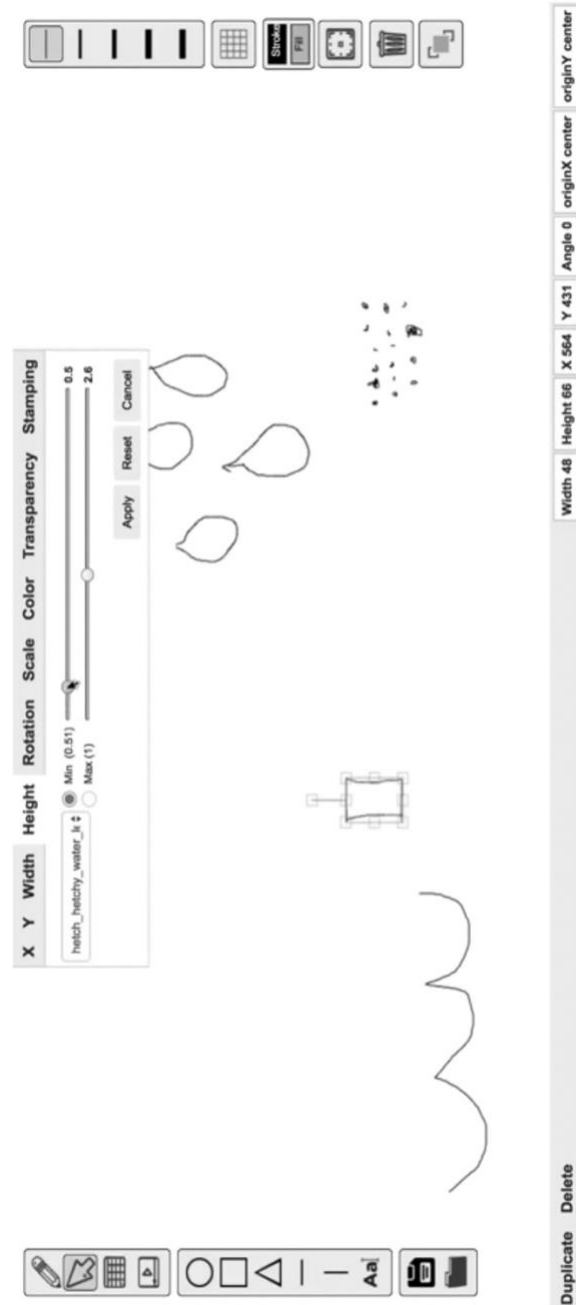 Aa
X Y Width Height Rotation Scale Color Transparency Stamping
hetch_hetchy_water_le
Min (0.51) 0.5
Max (1) 2.6
Apply Reset Cancel
Stroke
Fill
Duplicate Delete Width 48 Height 66 X 564 Y 431 Angle 0 originX center originY center